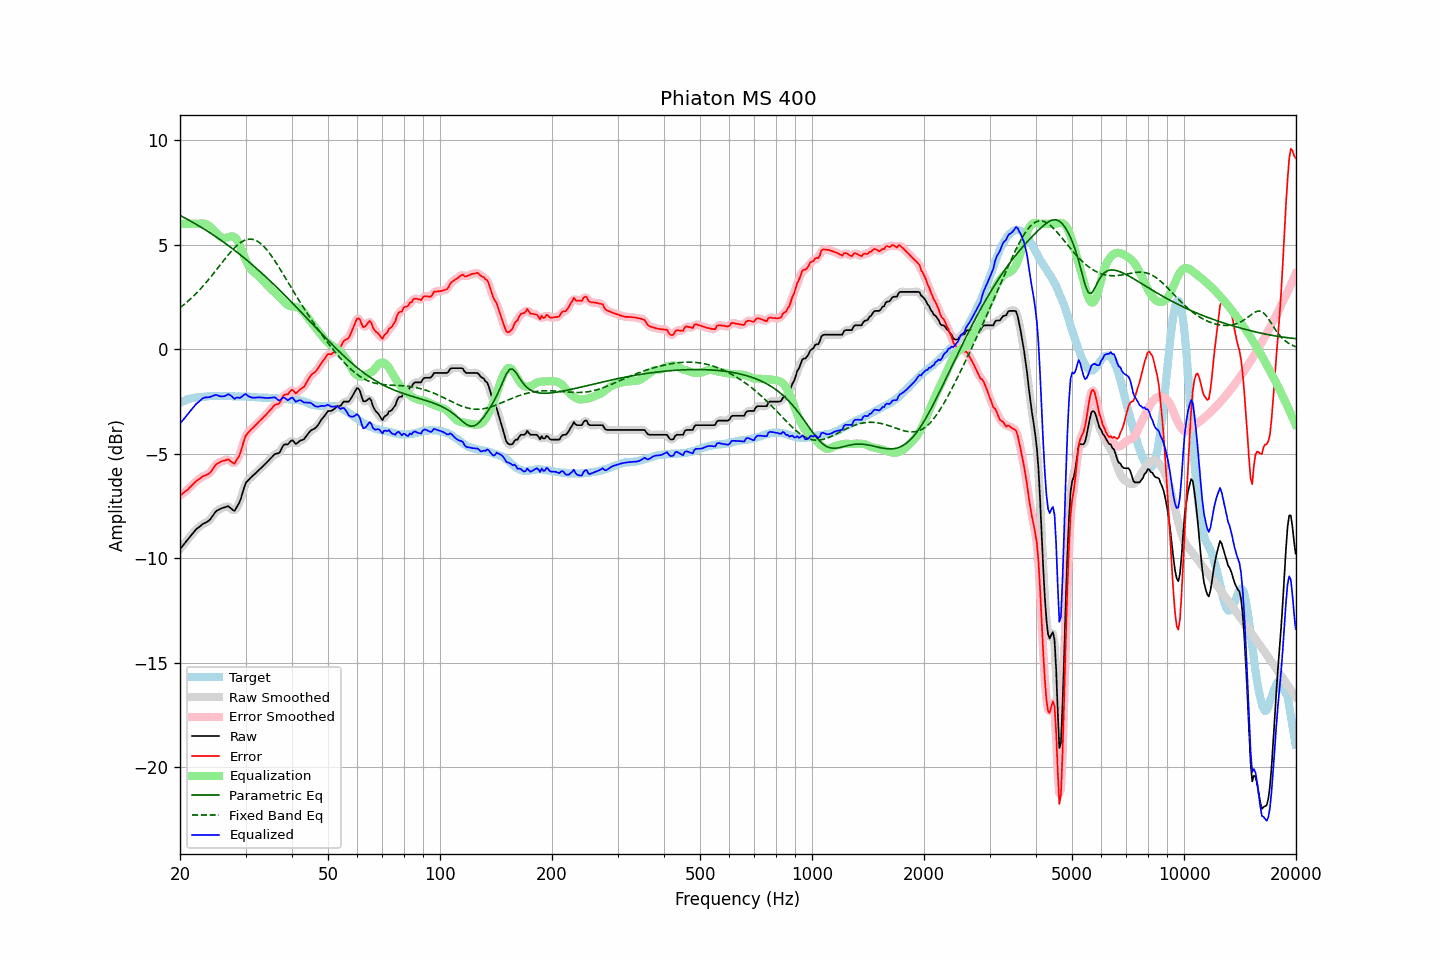 Phiaton MS 400
Amplitude (dBr)
10
5
0
−5
−10
−15
−20
Target
Raw Smoothed
Error Smoothed
Raw
Error
Equalization
Parametric Eq
Fixed Band Eq
Equalized
20 50 100 200 500 1000 2000 5000 10000 20000
Frequency (Hz)